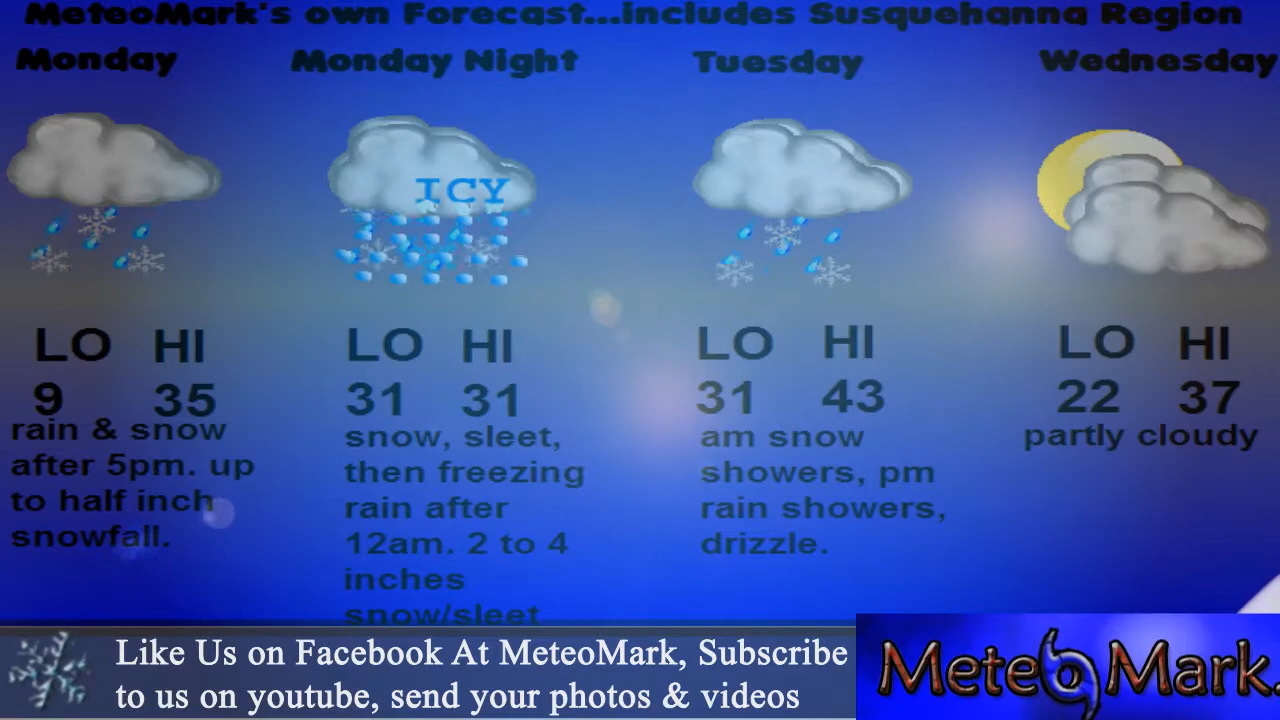 MeteoMark's own Forecast...includes Susquehanna Region
Monday
Monday Night
Tuesday
Wednesday
ICY
LO HI
9 35
rain & snow
after 5pm. up
to half inch
snowfall.
LO HI
31 31
snow, sleet,
then freezing
rain after
12am. 2 to 4
inches
snow/sleet
LO HI
31 43
am snow
showers, pm
rain showers,
drizzle.
LO HI
22 37
partly cloudy
Like Us on Facebook At MeteoMark, Subscribe
to us on youtube, send your photos & videos
MeteoMark.